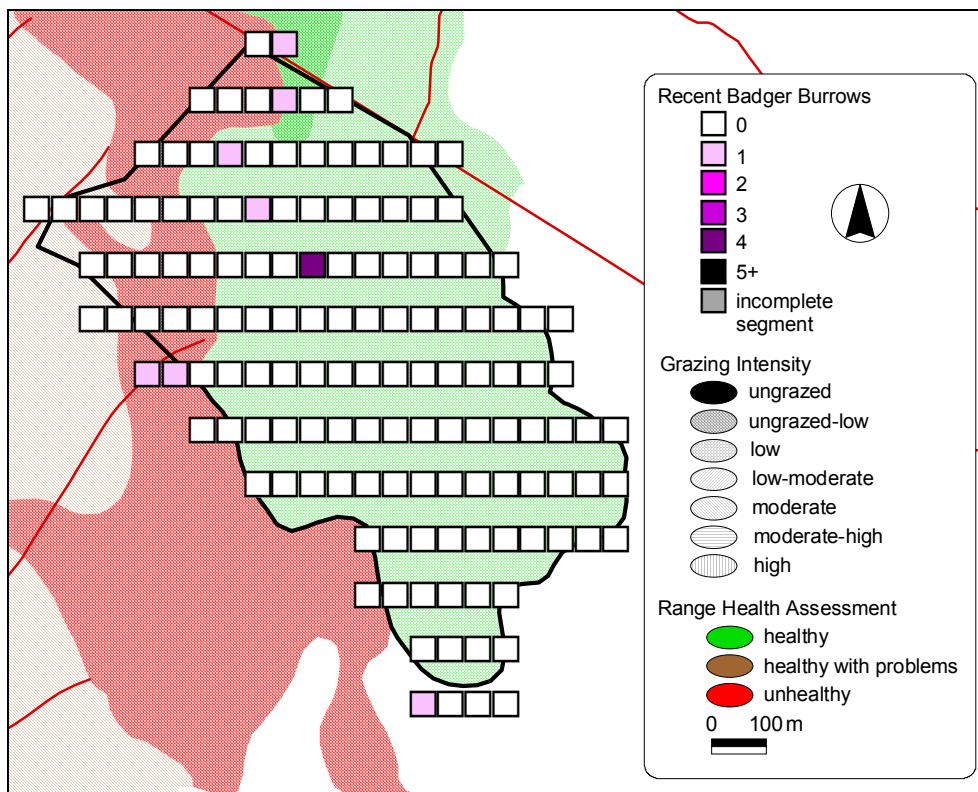 Recent Badger Burrows
0
1
2
3
4
5+
incomplete
segment
Grazing Intensity
ungrazed
ungrazed-low
low
low-moderate
moderate
moderate-high
high
Range Health Assessment
healthy
healthy with problems
unhealthy
0 100 m